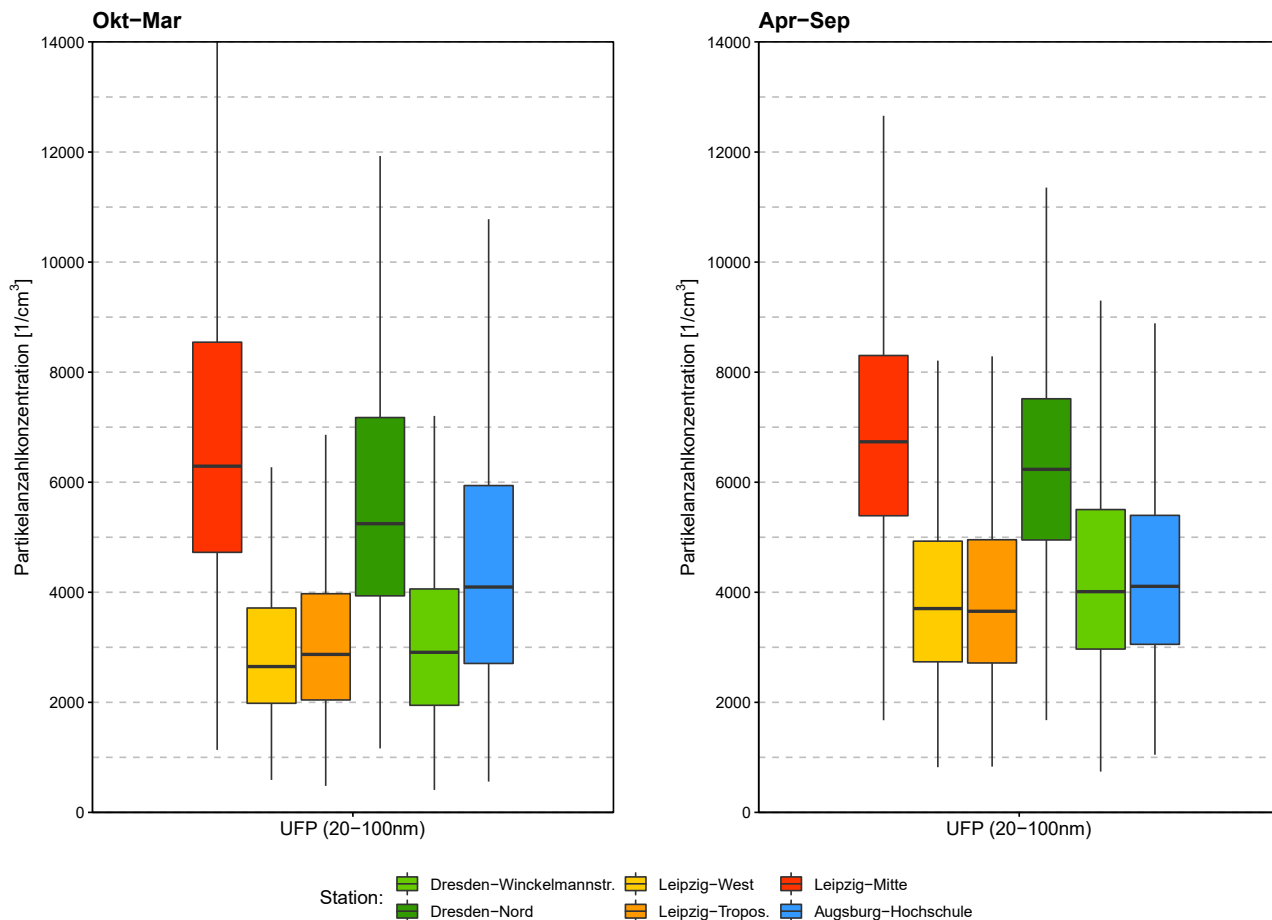 Okt−Mar
14000
12000
10000
8000
6000
4000
2000
0
Partikelanzahlkonzentration [1/cm³]
UFP (20−100nm)
Apr−Sep
14000
12000
10000
8000
6000
4000
2000
0
Partikelanzahlkonzentration [1/cm³]
UFP (20−100nm)
Station:
Dresden−Winckelmannstr. Leipzig−West Leipzig−Mitte
Dresden−Nord Leipzig−Tropos. Augsburg−Hochschule